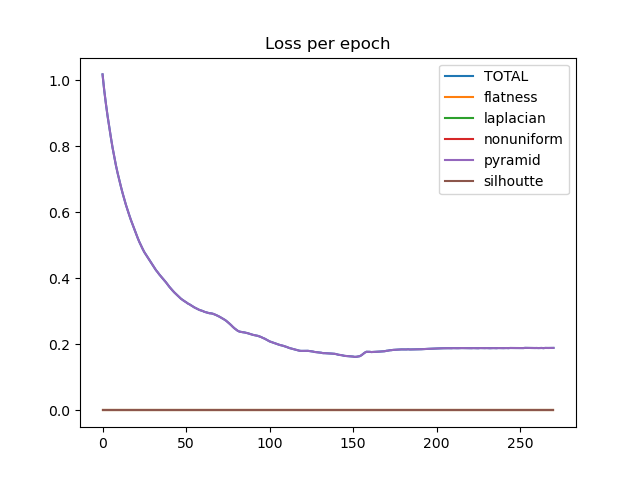 Loss per epoch
TOTAL
flatness
laplacian
nonuniform
pyramid
silhoutte
1.0
0.8
0.6
0.4
0.2
0.0
0 50 100 150 200 250